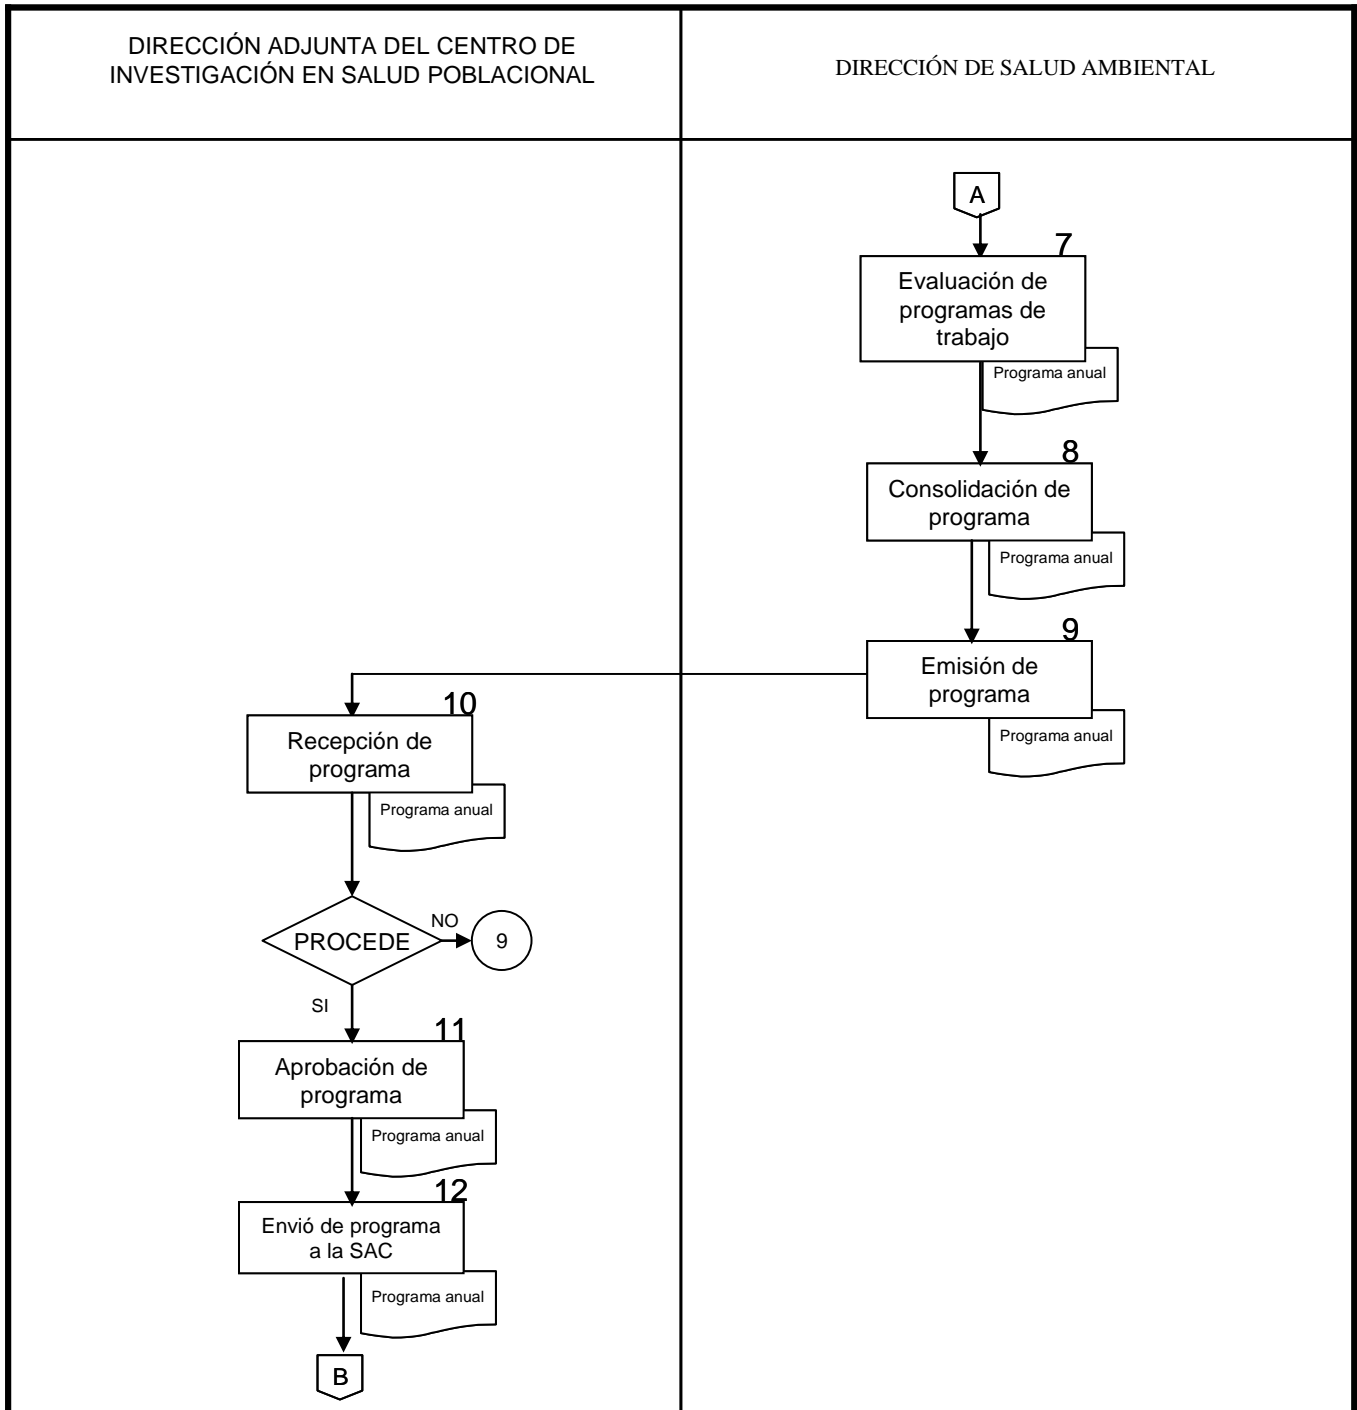 DIRECCIÓN ADJUNTA DEL CENTRO DE
INVESTIGACIÓN EN SALUD POBLACIONAL
DIRECCIÓN DE SALUD AMBIENTAL
A
7
Evaluación de
programas de
trabajo
Programa anual
8
Consolidación de
programa
Programa anual
9
Emisión de
programa
Programa anual
10
Recepción de
programa
Programa anual
PROCEDE
NO
9
SI
11
Aprobación de
programa
Programa anual
12
Envió de programa
a la SAC
Programa anual
B